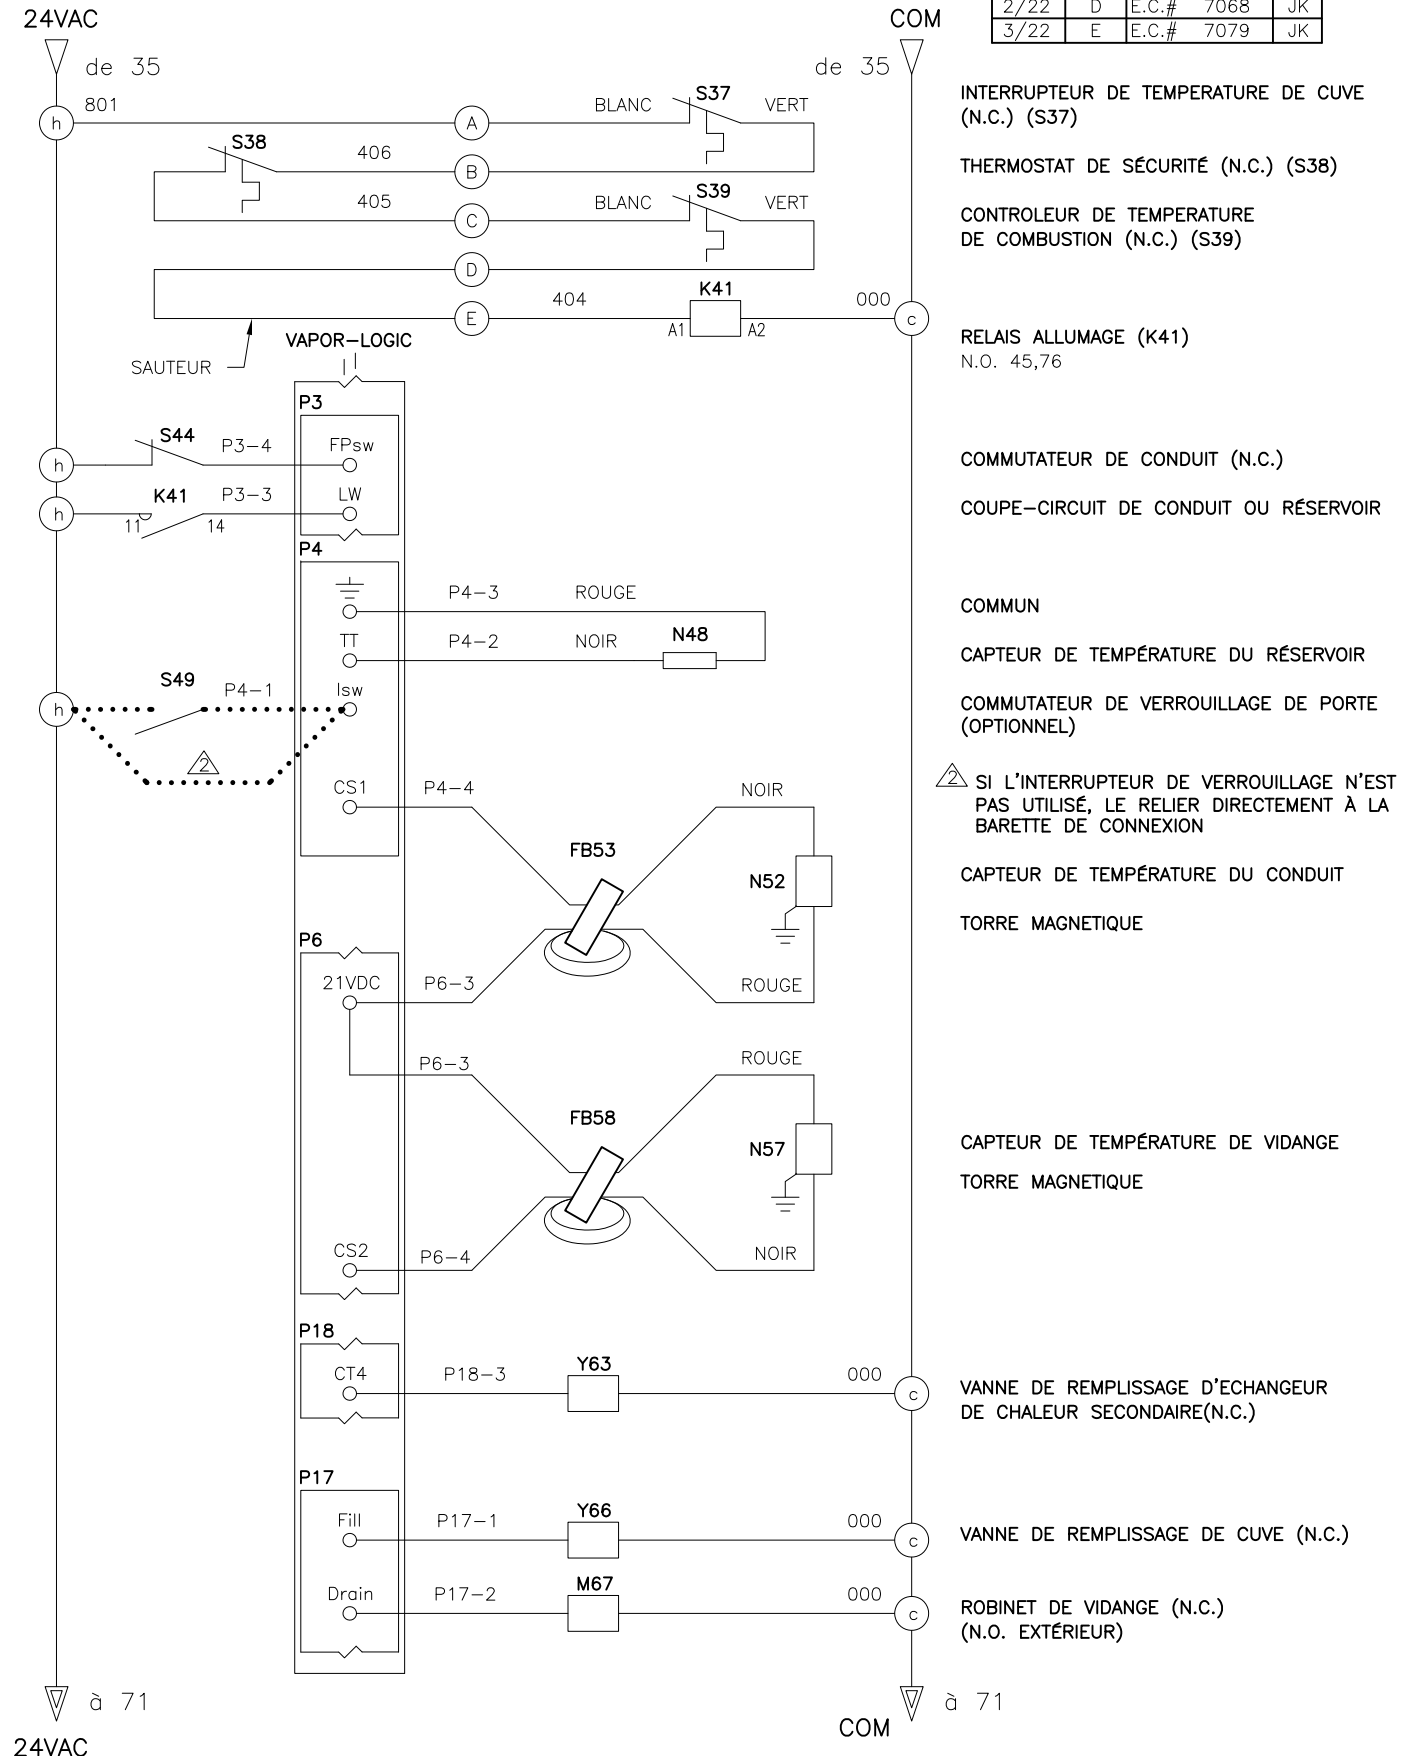 24VAC
COM
2/22 D E.C.# 7068 JK
3/22 E E.C.# 7079 JK
de 35
de 35
h
801
A
BLANC
S37
VERT
INTERRUPTEUR DE TEMPERATURE DE CUVE
(N.C.) (S37)
S38
406
B
THERMOSTAT DE SÉCURITÉ (N.C.) (S38)
405
C
BLANC
S39
VERT
CONTROLEUR DE TEMPERATURE
DE COMBUSTION (N.C.) (S39)
D
E
404
K41
A1
A2
000
c
SAUTEUR
VAPOR-LOGIC
RELAIS ALLUMAGE (K41)
N.O. 45,76
P3
h
S44
P3-4
FPsw
COMMUTATEUR DE CONDUIT (N.C.)
h
K41
11
14
P3-3
LW
COUPE-CIRCUIT DE CONDUIT OU RÉSERVOIR
P4
P4-3
ROUGE
COMMUN
TT
P4-2
NOIR
N48
CAPTEUR DE TEMPÉRATURE DU RÉSERVOIR
h
S49
P4-1
Isw
COMMUTATEUR DE VERROUILLAGE DE PORTE
(OPTIONNEL)
2
2 SI L'INTERRUPTEUR DE VERROUILLAGE N'EST
PAS UTILISÉ, LE RELIER DIRECTEMENT À LA
BARETTE DE CONNEXION
CS1
P4-4
NOIR
FB53
N52
CAPTEUR DE TEMPÉRATURE DU CONDUIT
TORRE MAGNETIQUE
P6
21VDC
P6-3
ROUGE
P6-3
ROUGE
FB58
N57
CAPTEUR DE TEMPÉRATURE DE VIDANGE
TORRE MAGNETIQUE
CS2
P6-4
NOIR
P18
CT4
P18-3
Y63
000
c
VANNE DE REMPLISSAGE D'ECHANGEUR
DE CHALEUR SECONDAIRE(N.C.)
P17
Fill
P17-1
Y66
000
c
VANNE DE REMPLISSAGE DE CUVE (N.C.)
Drain
P17-2
M67
000
c
ROBINET DE VIDANGE (N.C.)
(N.O. EXTÉRIEUR)
à 71
à 71
24VAC
COM